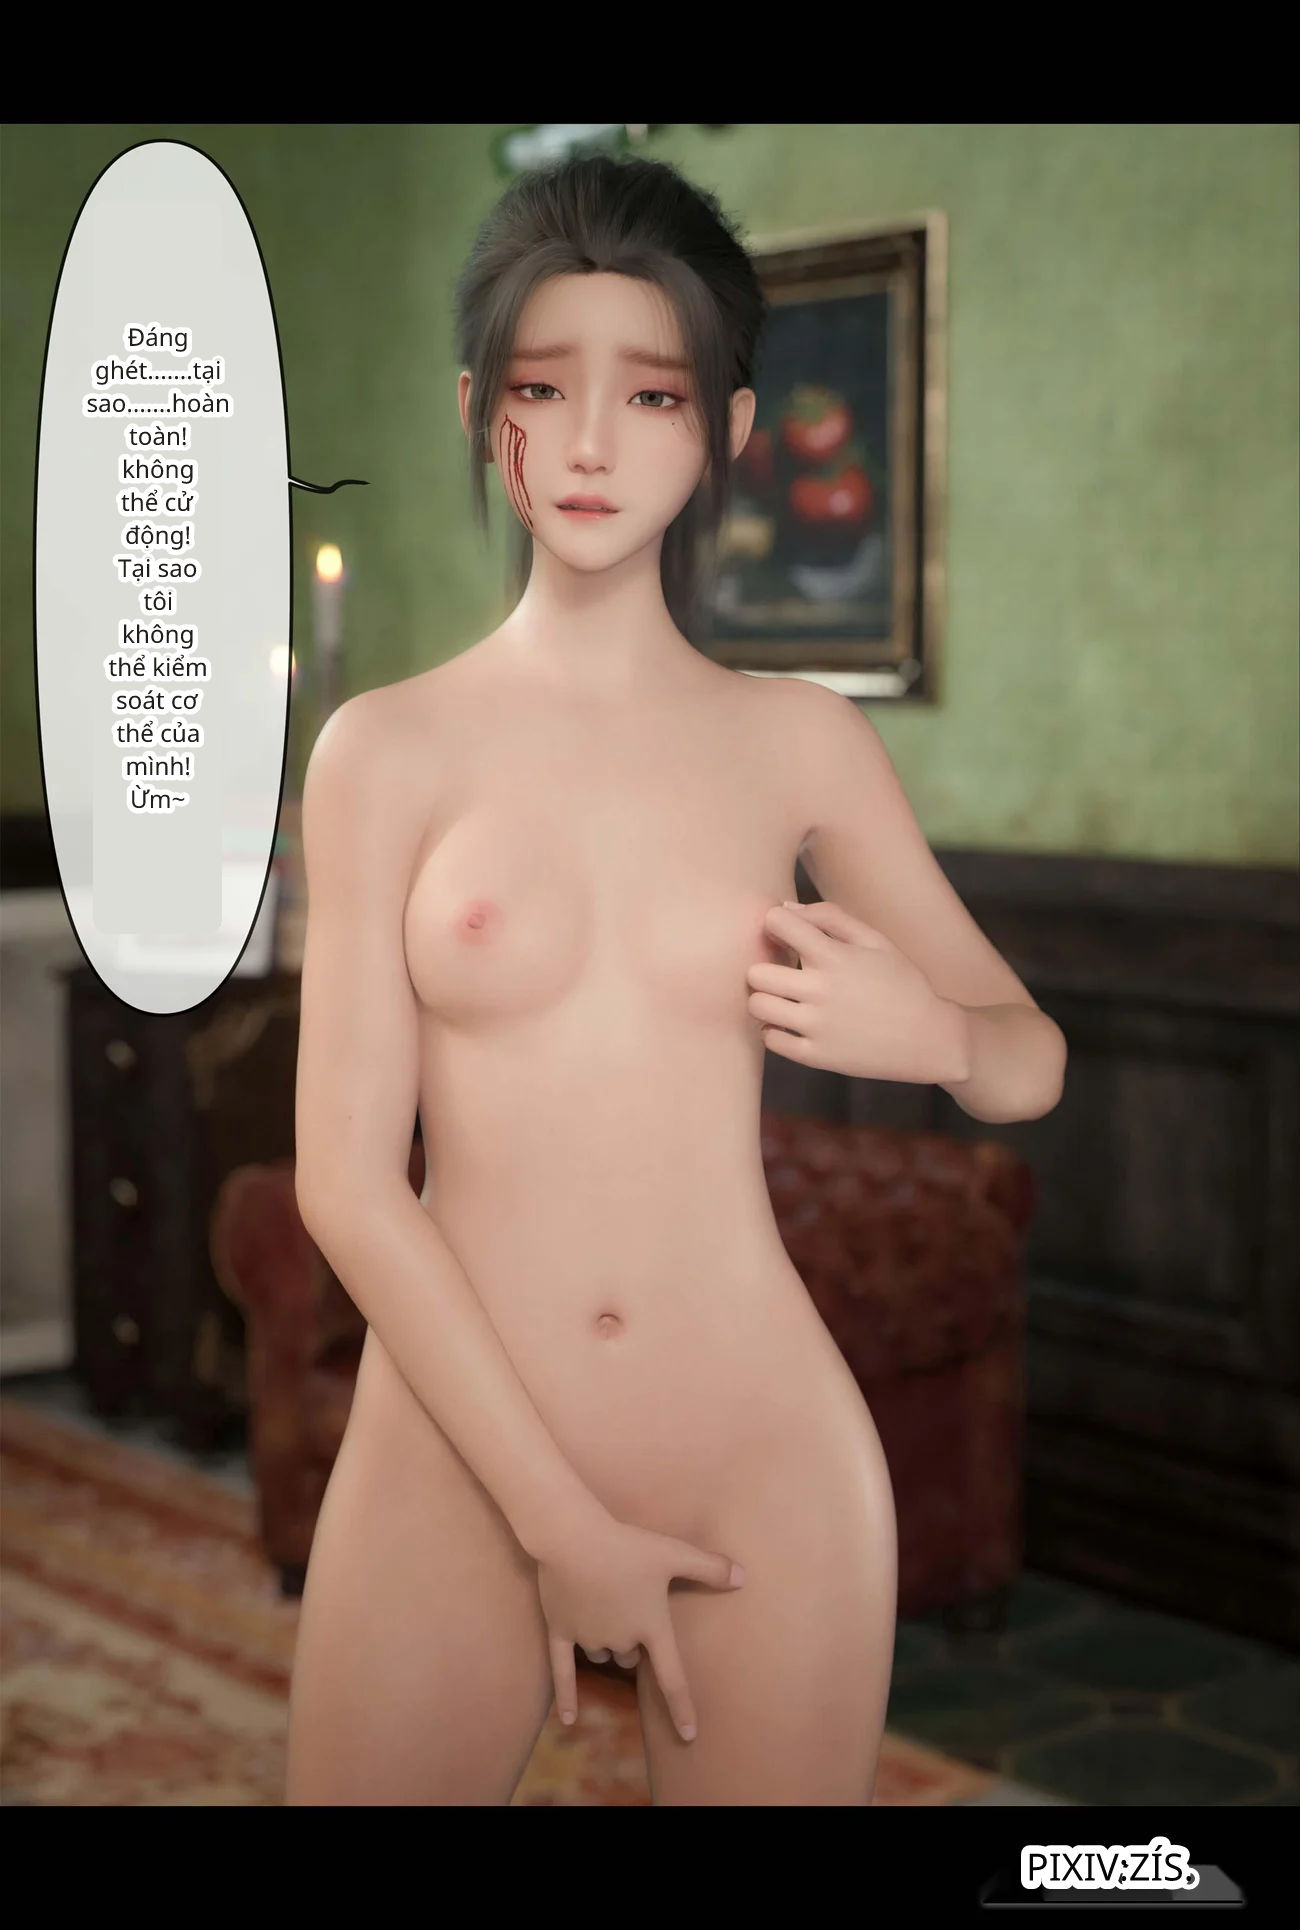 Đáng
ghét.......tại
sao.......hoàn
toàn!
không
thể cử
động!
Tại sao
tôi
không
thể kiểm
soát cơ
thể của
mình!
Ừm~
PIXIV:ZÍS,